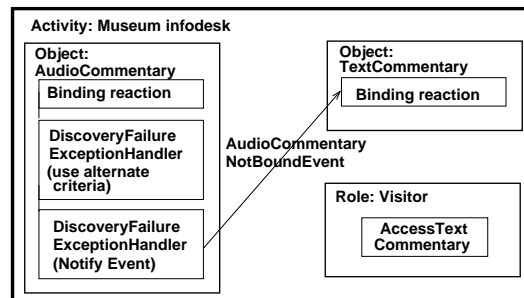 Activity: Museum infodesk
Object:
AudioCommentary
Binding reaction
DiscoveryFailure
ExceptionHandler
(use alternate
criteria)
DiscoveryFailure
ExceptionHandler
(Notify Event)
AudioCommentary
NotBoundEvent
Object:
TextCommentary
Binding reaction
Role: Visitor
AccessText
Commentary